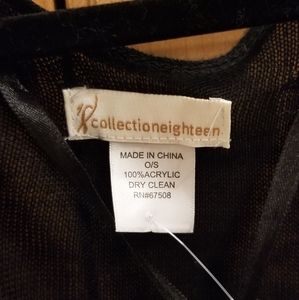 collectioneighteen
MADE IN CHINA
O/S
100%ACRYLIC
DRY CLEAN
RN#67508